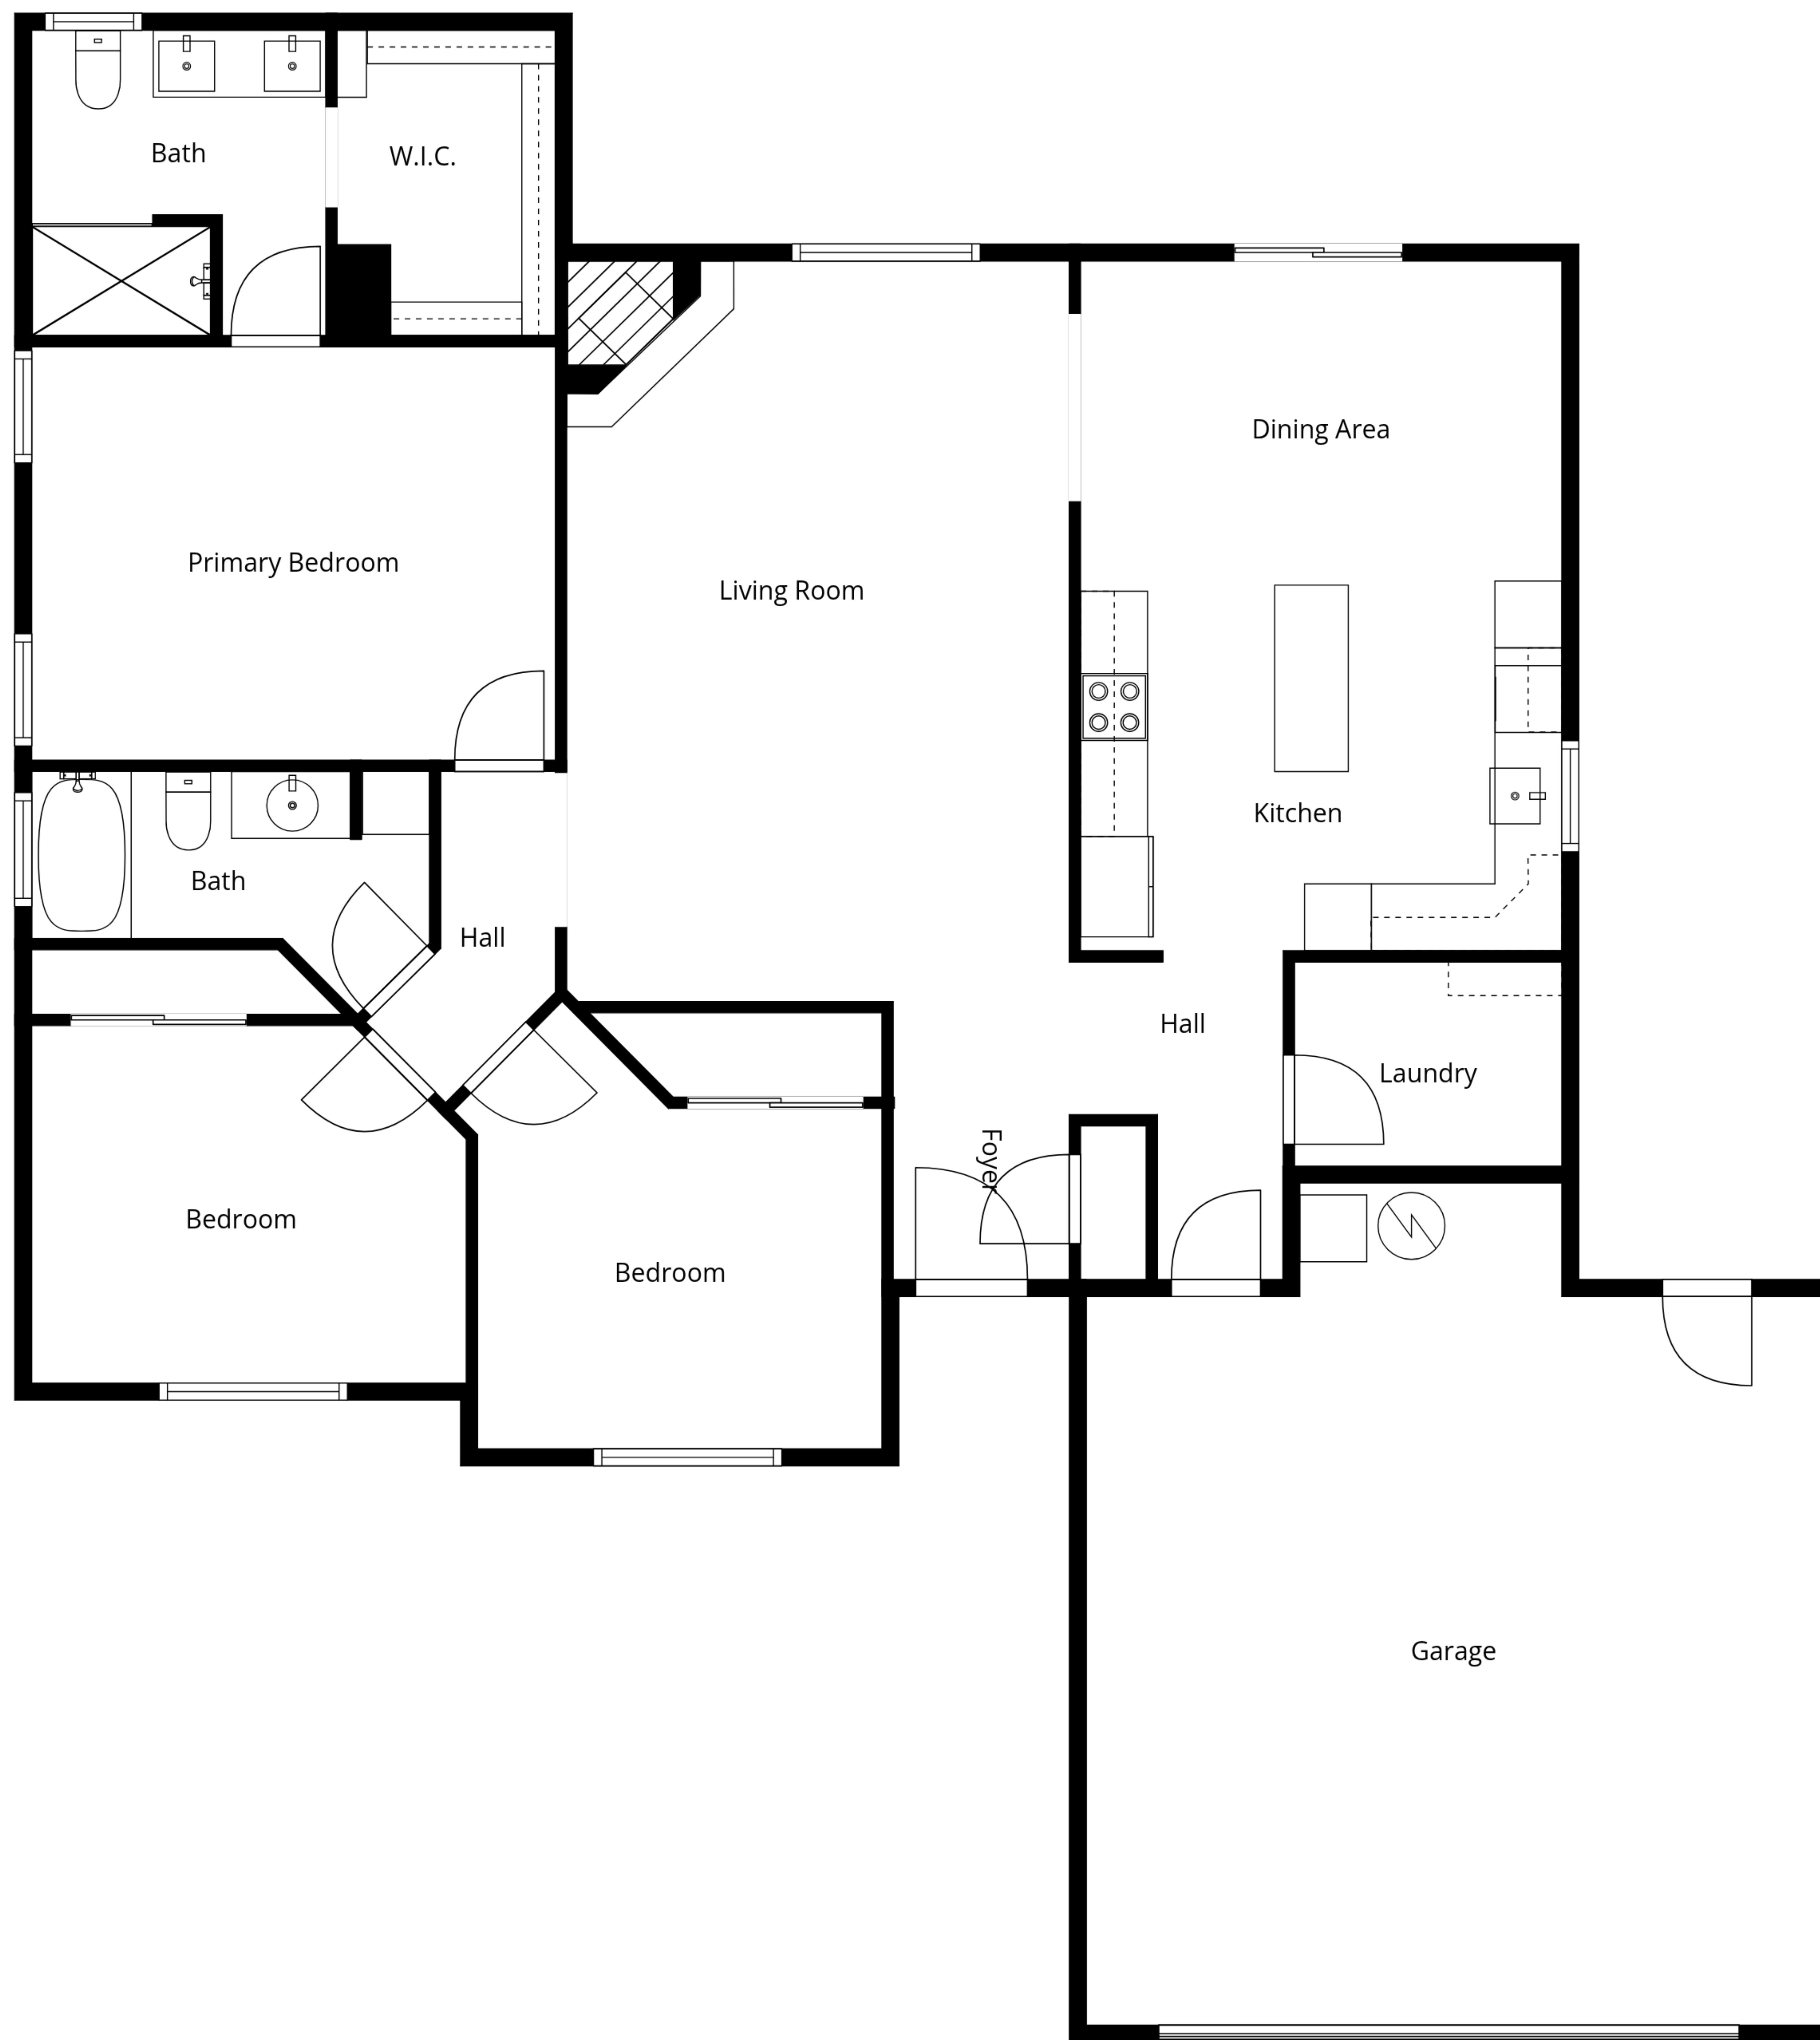 Bath
W.I.C.
Dining Area
Primary Bedroom
Living Room
Kitchen
Bath
Hall
Hall
Laundry
Foyer
Bedroom
Bedroom
Garage